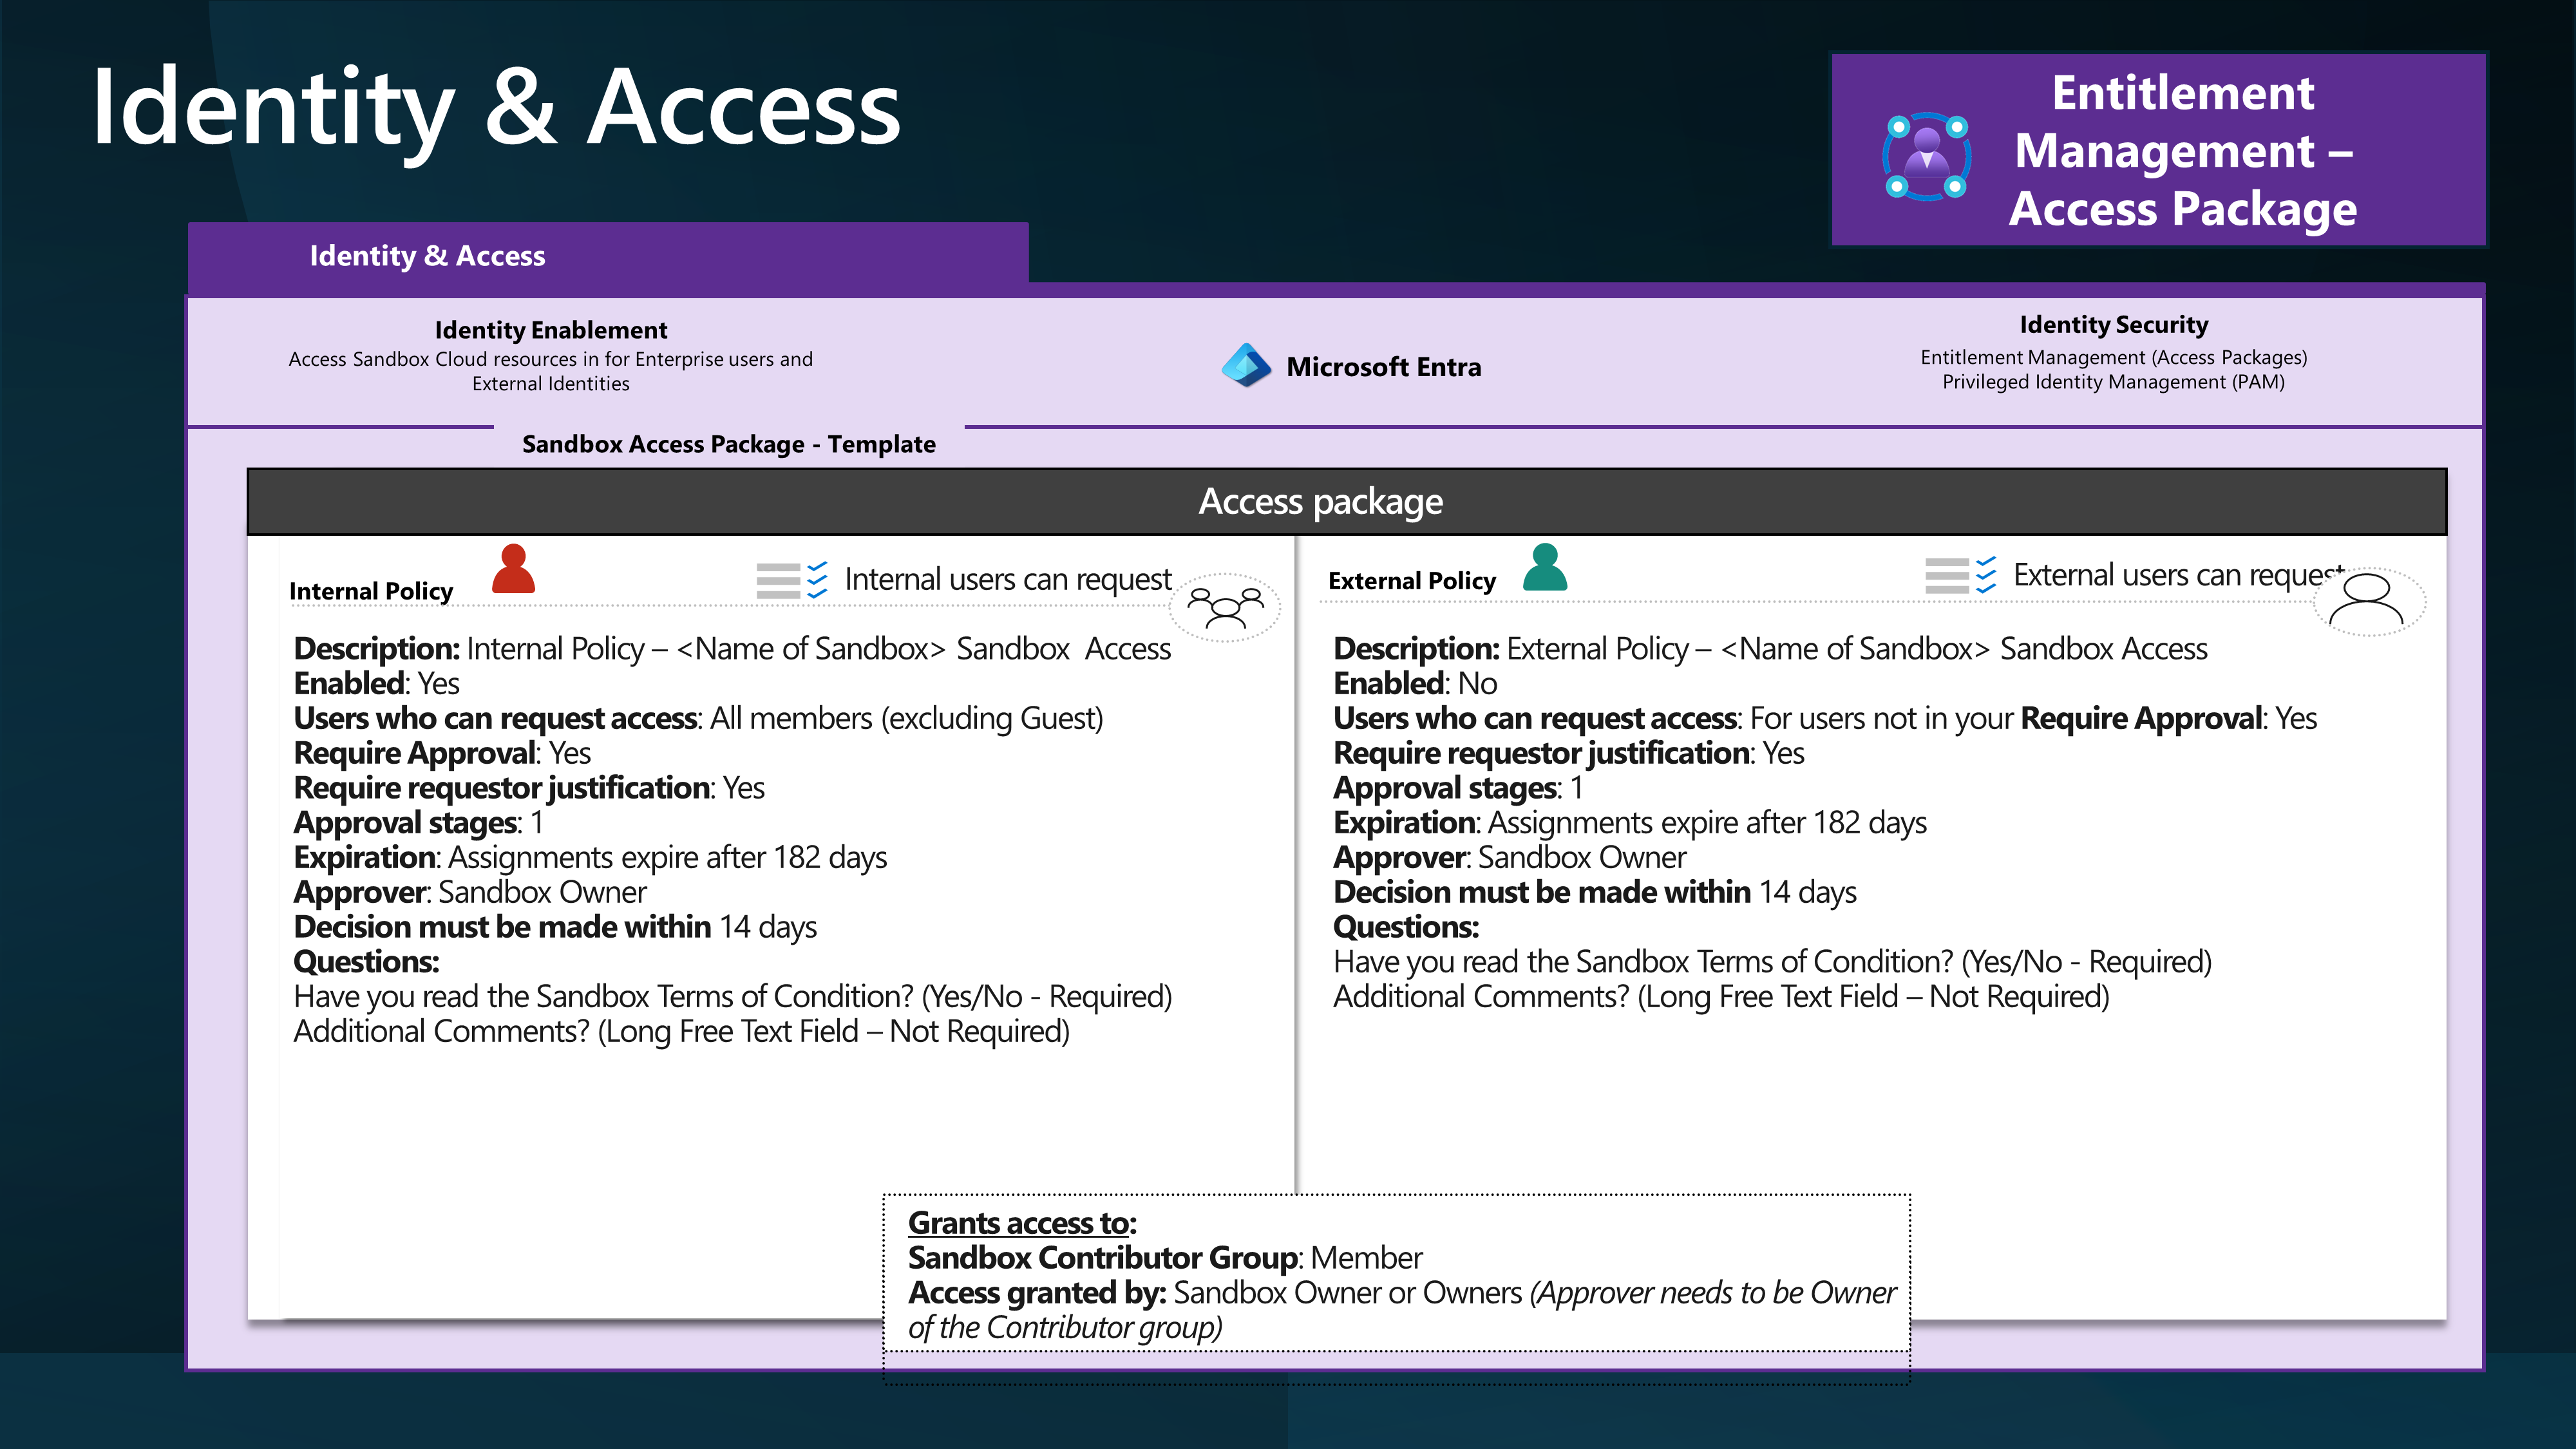 Identity & Access
Entitlement
Management –
Access Package
Identity & Access
Identity Enablement
Access Sandbox Cloud resources in for Enterprise users and
External Identities
Microsoft Entra
Identity Security
Entitlement Management (Access Packages)
Privileged Identity Management (PAM)
Sandbox Access Package - Template
Access package
Internal Policy
Internal users can request
Description: Internal Policy – <Name of Sandbox> Sandbox  Access
Enabled: Yes
Users who can request access: All members (excluding Guest)
Require Approval: Yes
Require requestor justification: Yes
Approval stages: 1
Expiration: Assignments expire after 182 days
Approver: Sandbox Owner
Decision must be made within 14 days
Questions:
Have you read the Sandbox Terms of Condition? (Yes/No - Required)
Additional Comments? (Long Free Text Field – Not Required)
External Policy
External users can request
Description: External Policy – <Name of Sandbox> Sandbox Access
Enabled: No
Users who can request access: For users not in your Require Approval: Yes
Require requestor justification: Yes
Approval stages: 1
Expiration: Assignments expire after 182 days
Approver: Sandbox Owner
Decision must be made within 14 days
Questions:
Have you read the Sandbox Terms of Condition? (Yes/No - Required)
Additional Comments? (Long Free Text Field – Not Required)
Grants access to:
Sandbox Contributor Group: Member
Access granted by: Sandbox Owner or Owners (Approver needs to be Owner
of the Contributor group)